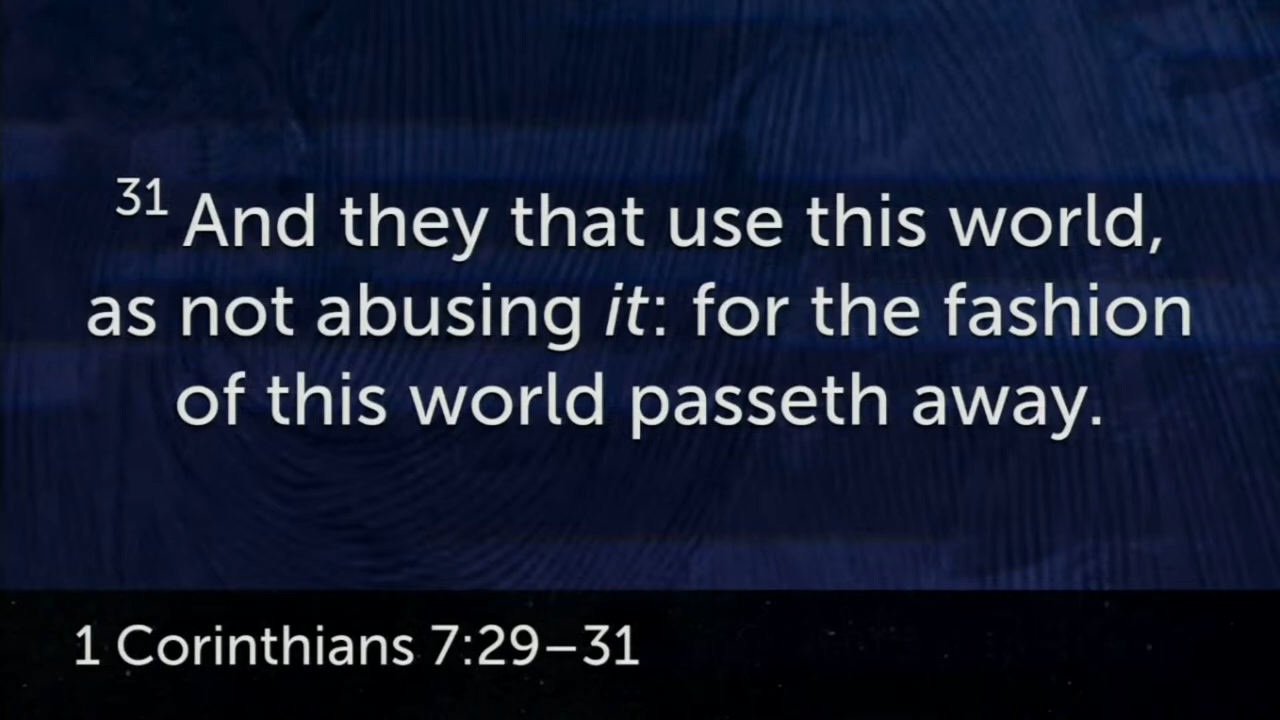 31 And they that use this world,
as not abusing it: for the fashion
of this world passeth away.
1 Corinthians 7:29–31